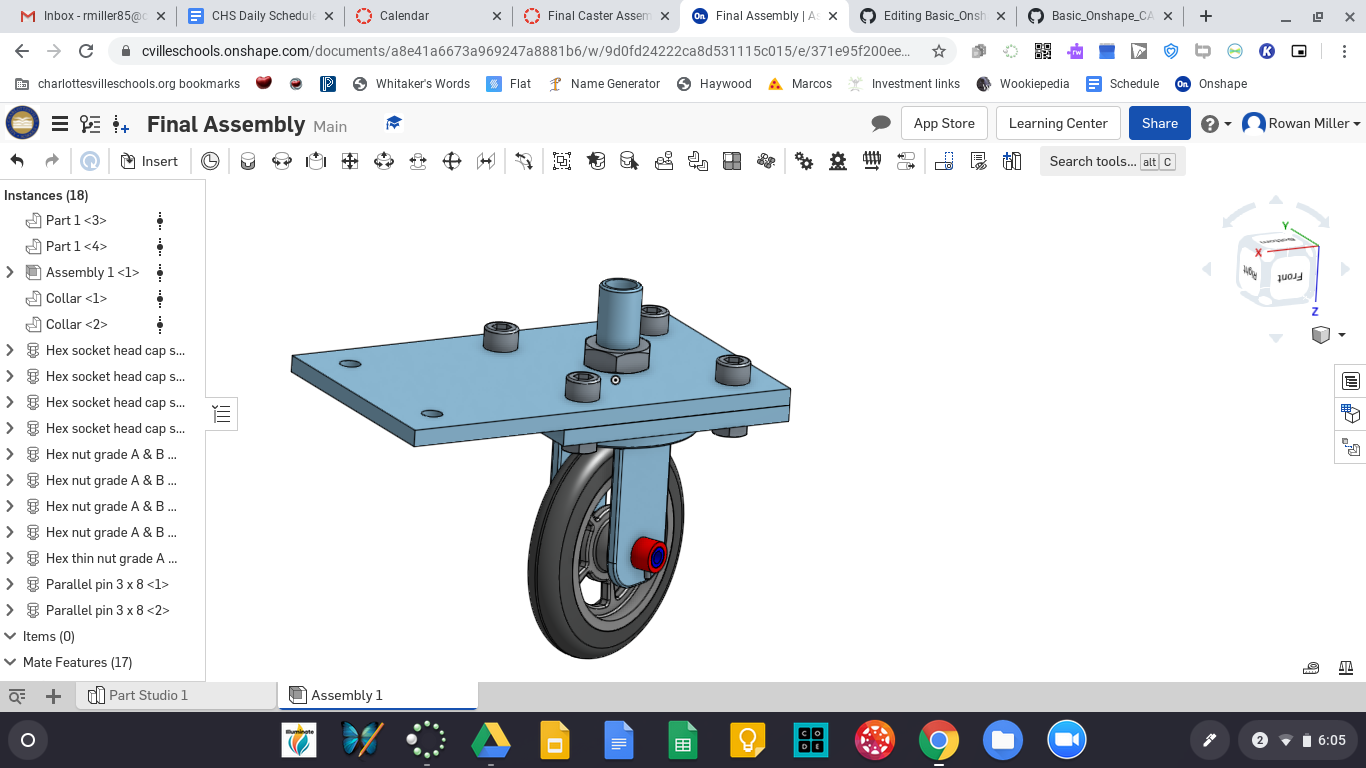 Inbox - rmiller85@c
CHS Daily Schedule
Calendar
Final Caster Assem
On
Final Assembly | As
Editing Basic_Onsh
Basic_Onshape_CA
cvilleschools.onshape.com/documents/a8e41a6673a969247a8881b6/w/9d0fd24222ca8d531115c015/e/371e95f200ee...
charlottesvilleschools.org bookmarks
Whitaker's Words
Flat
Name Generator
Haywood
Marcos
Investment links
Wookiepedia
Schedule
On
Onshape
Final Assembly
Main
App Store
Learning Center
Share
Rowan Miller
Insert
Search tools...
alt
C
Instances (18)
Part 1 <3>
Part 1 <4>
Assembly 1 <1>
Collar <1>
Collar <2>
Hex socket head cap s...
Hex socket head cap s...
Hex socket head cap s...
Hex socket head cap s...
Hex nut grade A & B ...
Hex nut grade A & B ...
Hex nut grade A & B ...
Hex nut grade A & B ...
Hex thin nut grade A ...
Parallel pin 3 x 8 <1>
Parallel pin 3 x 8 <2>
Items (0)
Mate Features (17)
Y
X
Z
Bottom
Right
Front
Part Studio 1
Assembly 1
Illuminate
CODE
2
6:05